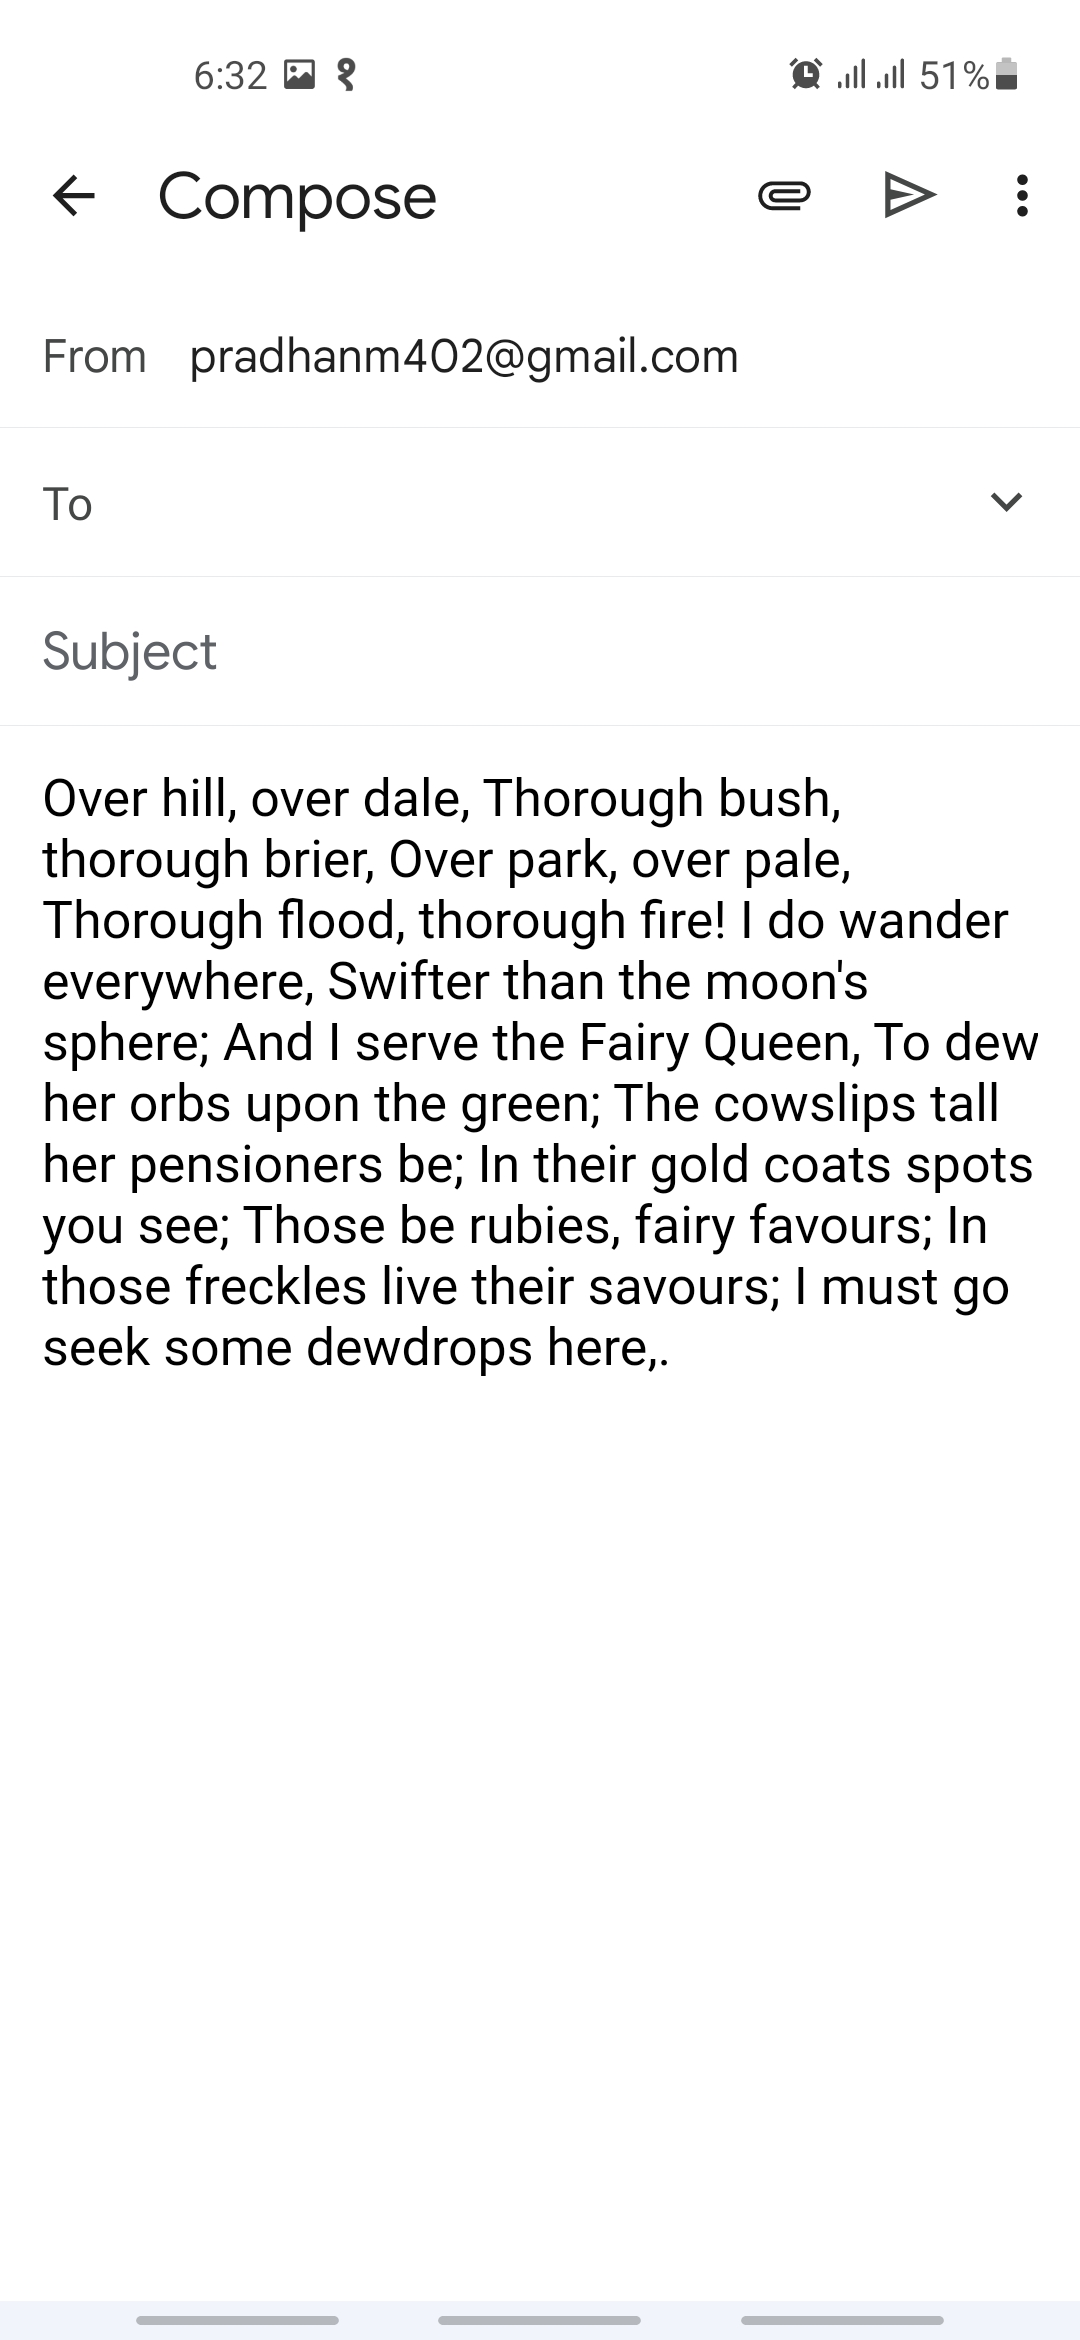 6:32 51%
Compose
From pradhanm402@gmail.com
To
Subject
Over hill, over dale, Thorough bush,
thorough brier, Over park, over pale,
Thorough flood, thorough fire! I do wander
everywhere, Swifter than the moon's
sphere; And I serve the Fairy Queen, To dew
her orbs upon the green; The cowslips tall
her pensioners be; In their gold coats spots
you see; Those be rubies, fairy favours; In
those freckles live their savours; I must go
seek some dewdrops here,.